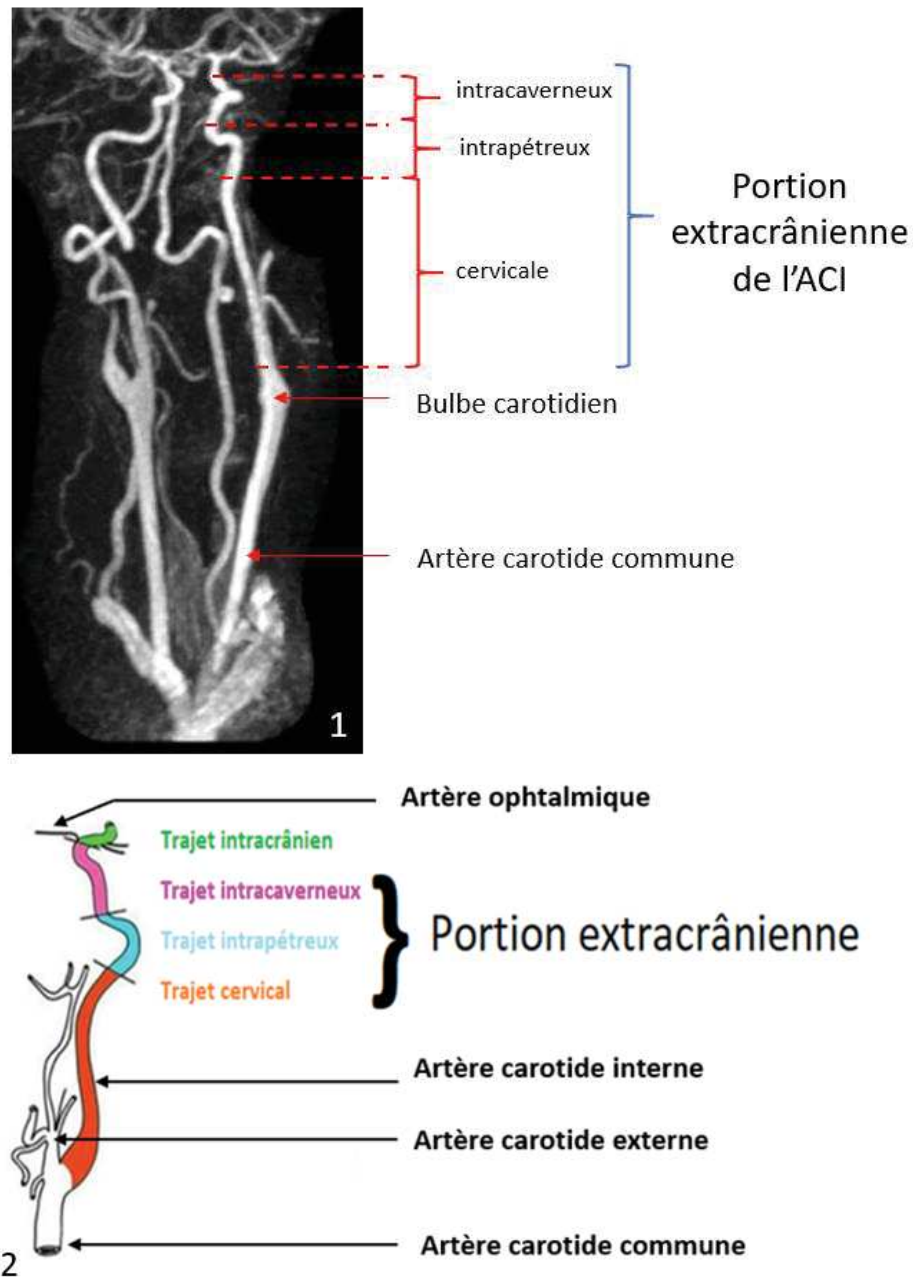 intracaverneux
intrapétreux
cervicale
Portion
extracrânienne
de l'ACI
Bulbe carotidien
Artère carotide commune
1
Artère ophtalmique
Trajet intracrânien
Trajet intracaverneux
Trajet intrapétreux
Trajet cervical
Portion extracrânienne
Artère carotide interne
Artère carotide externe
Artère carotide commune
2